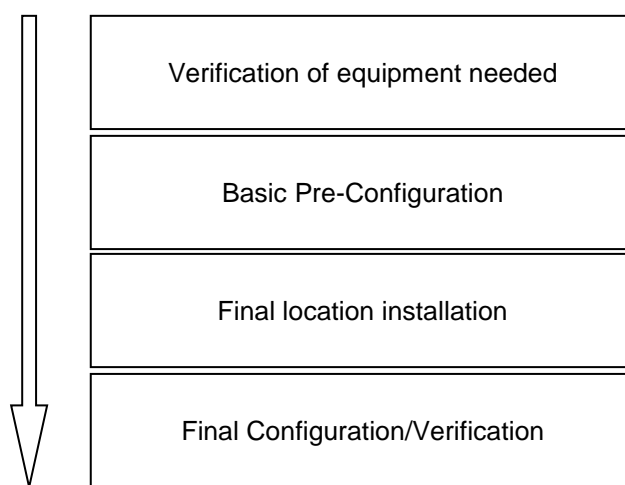 Verification of equipment needed
Basic Pre-Configuration
Final location installation
Final Configuration/Verification